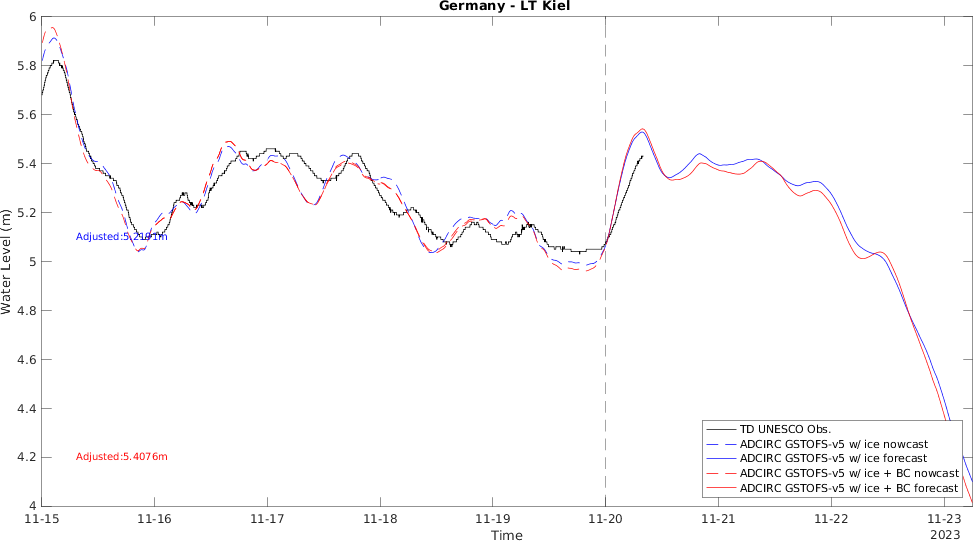 Germany - LT Kiel
6
5.8
5.6
5.4
5.2
5
4.8
4.6
4.4
4.2
4
Water Level (m)
Adjusted:5.4076m
TD UNESCO Obs.
ADCIRC GSTOFS-v5 w/ ice nowcast
ADCIRC GSTOFS-v5 w/ ice forecast
ADCIRC GSTOFS-v5 w/ ice + BC nowcast
ADCIRC GSTOFS-v5 w/ ice + BC forecast
11-15 11-16 11-17 11-18 11-19 11-20 11-21 11-22 11-23
Time
2023